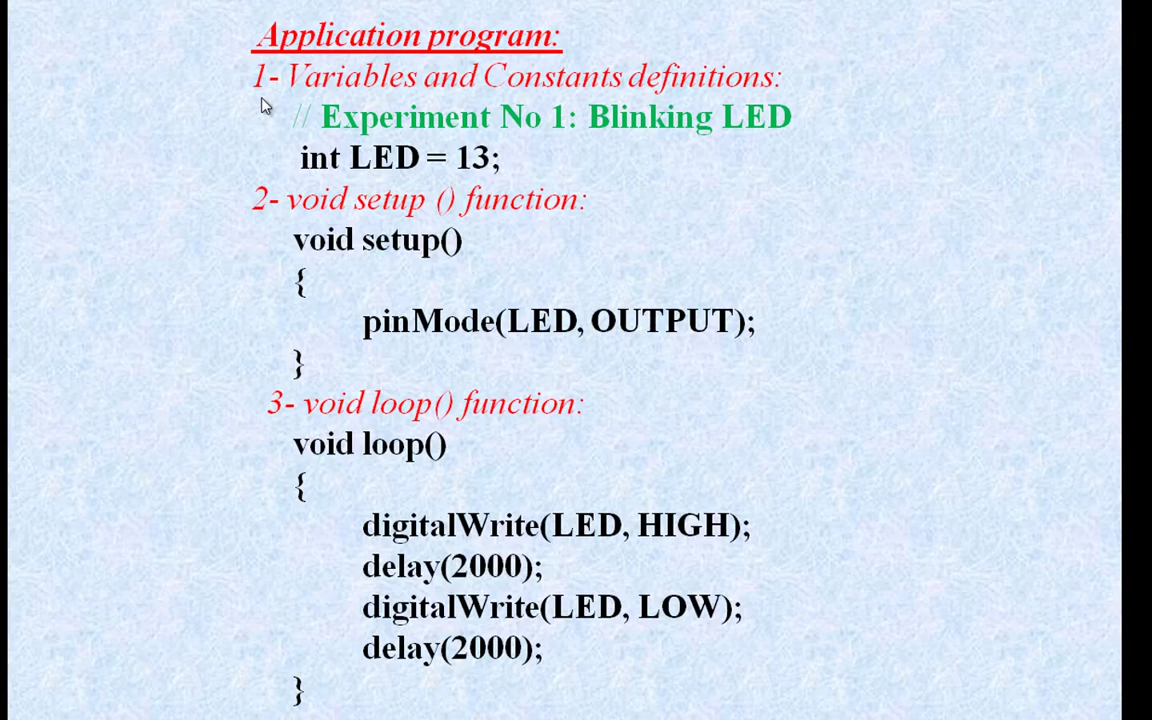 Application program:
1- Variables and Constants definitions:
// Experiment No 1: Blinking LED
int LED = 13;
2- void setup () function:
void setup()
{
pinMode(LED, OUTPUT);
}
3- void loop() function:
void loop()
{
digitalWrite(LED, HIGH);
delay(2000);
digitalWrite(LED, LOW);
delay(2000);
}